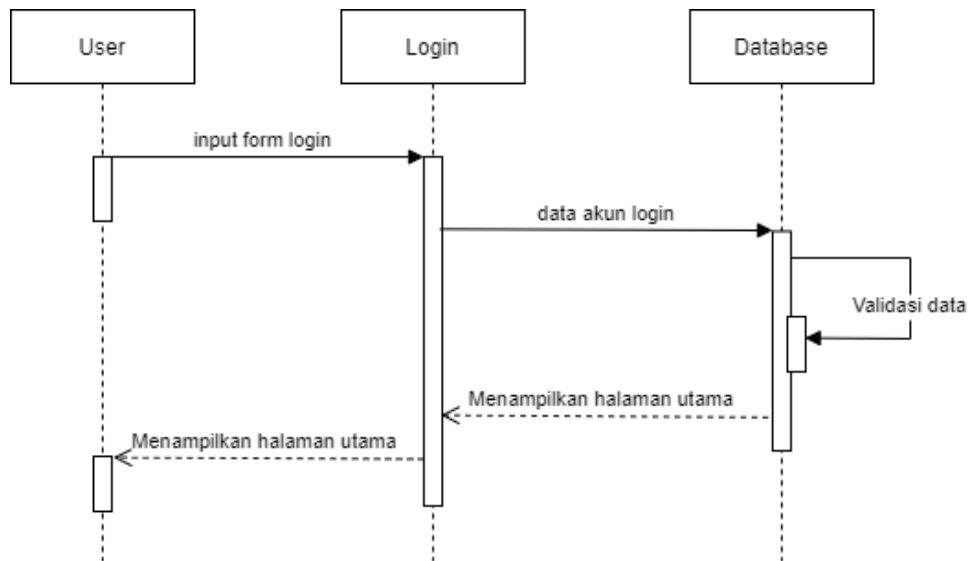 User
Login
Database
input form login
data akun login
Validasi data
Menampilkan halaman utama
Menampilkan halaman utama